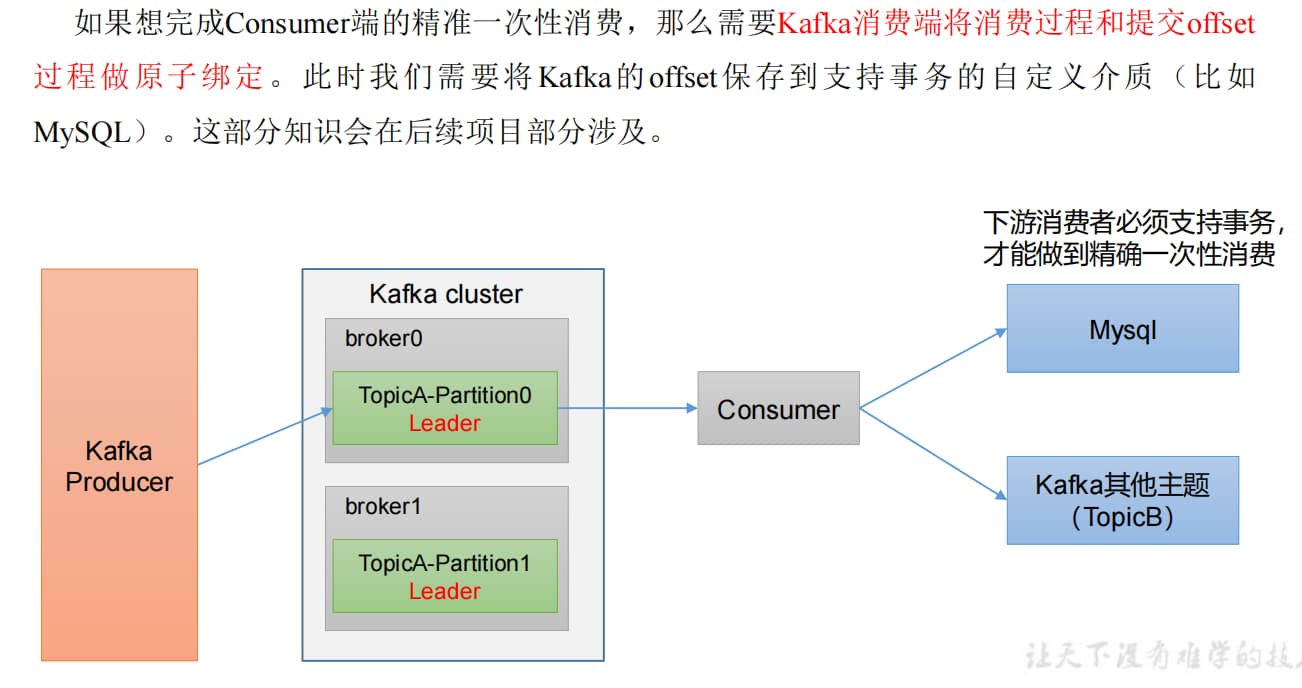 如果想完成Consumer端的精准一次性消费，那么需要Kafka消费端将消费过程和提交offset
过程做原子绑定。此时我们需要将Kafka的offset保存到支持事务的自定义介质（比如
MySQL）。这部分知识会在后续项目部分涉及。
下游消费者必须支持事务，
才能做到精确一次性消费
Kafka
Producer
Kafka cluster
broker0
TopicA-Partition0
Leader
broker1
TopicA-Partition1
Leader
Consumer
Mysql
Kafka其他主题
（TopicB）
让天下没有难学的技